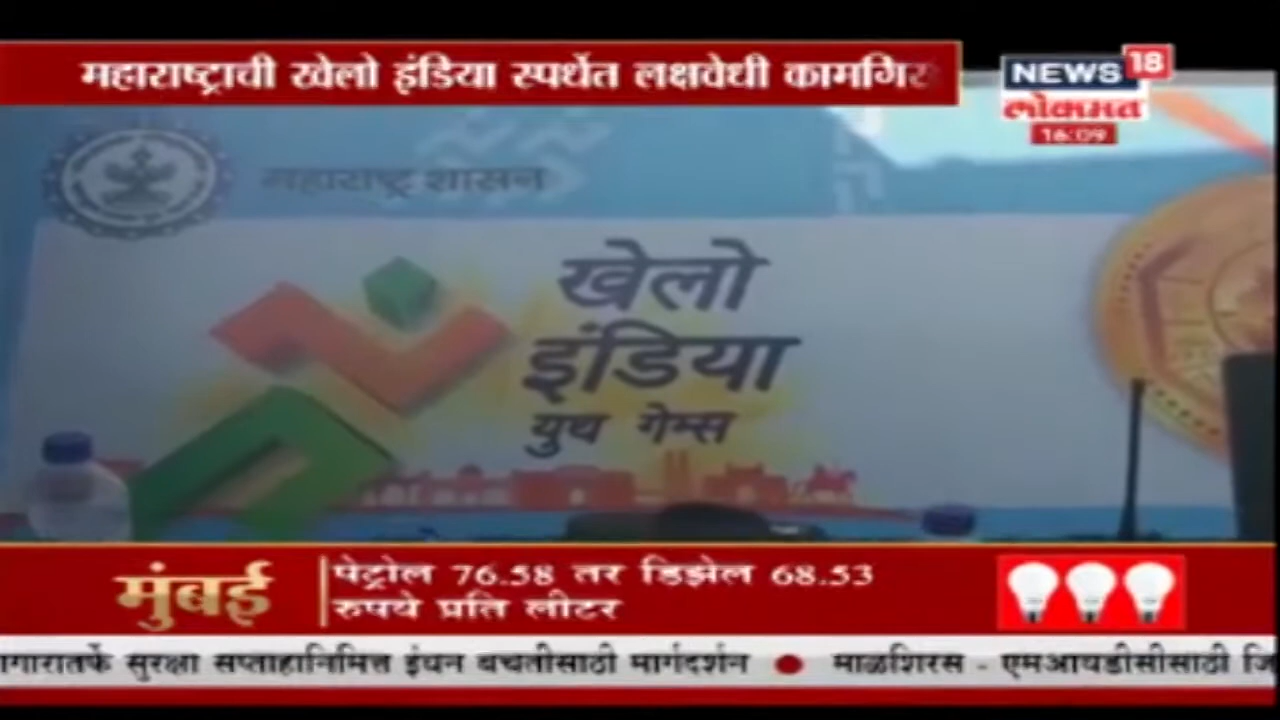 महाराष्ट्राची खेलो इंडिया स्पर्धेत लक्षवेधी
NEWS 18
लोकमत
16:09
महाराष्ट्र शासन
खेलो
इंडिया
युथ गेम्स
मुंबई
पेट्रोल 76.58 तर डिझेल 68.53
रुपये प्रति लीटर
सुरक्षा सप्ताहानिमित्त इंधन बचतीसाठी मार्गदर्शन ● माळशिरस - एमआयडीसीसाठी